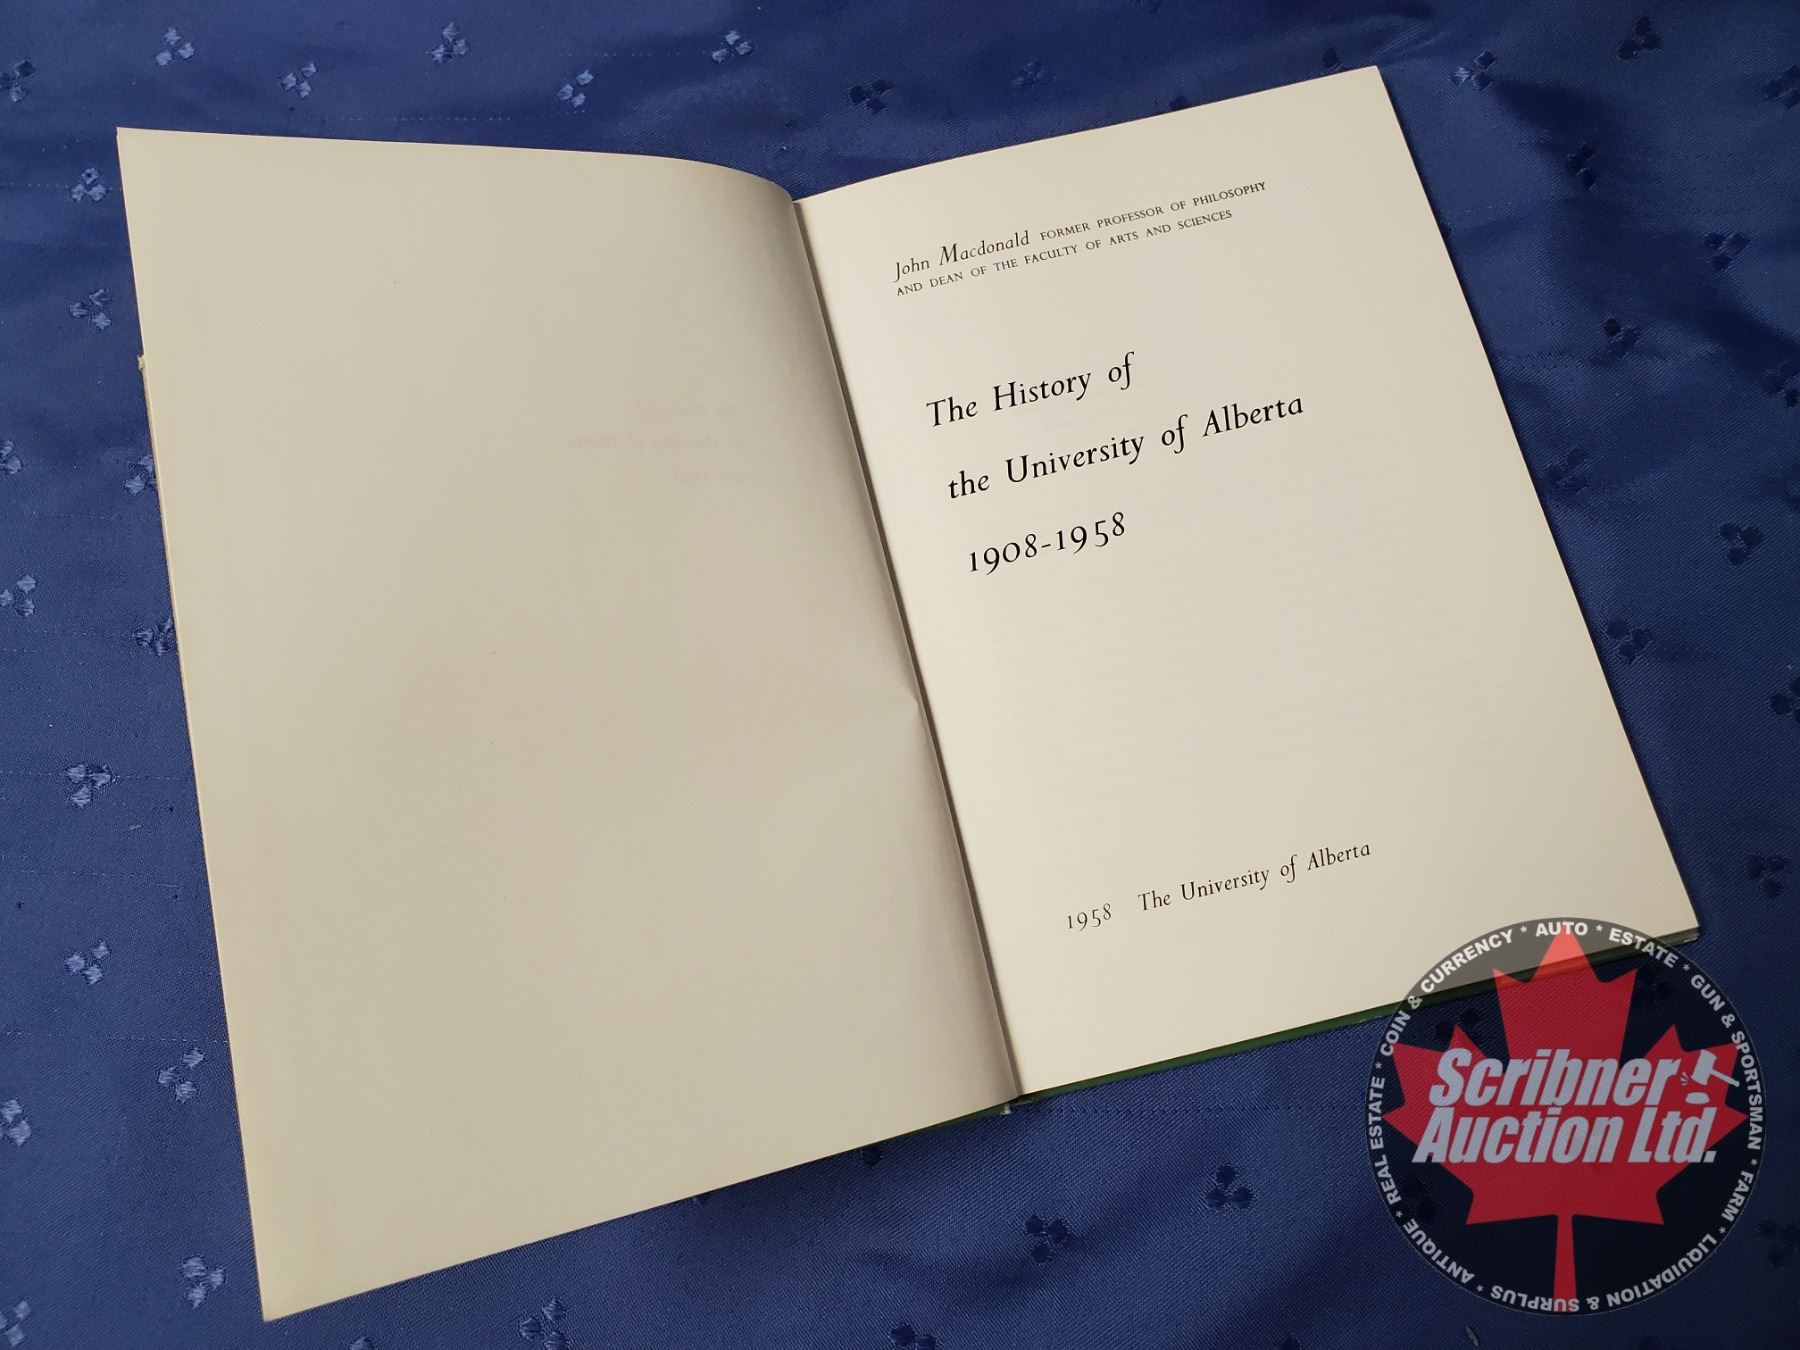 John Macdonald FORMER PROFESSOR OF PHILOSOPHY
AND DEAN OF THE FACULTY OF ARTS AND SCIENCES
The History of
the University of Alberta
1908-1958
1958 The University of Alberta
COIN & CURRENCY * AUTO * ESTATE * GUN & SPORTSMAN * FARM * LIQUIDATION & SURPLUS * ANTIQUE * REAL ESTATE *
Scribner
Auction Ltd.